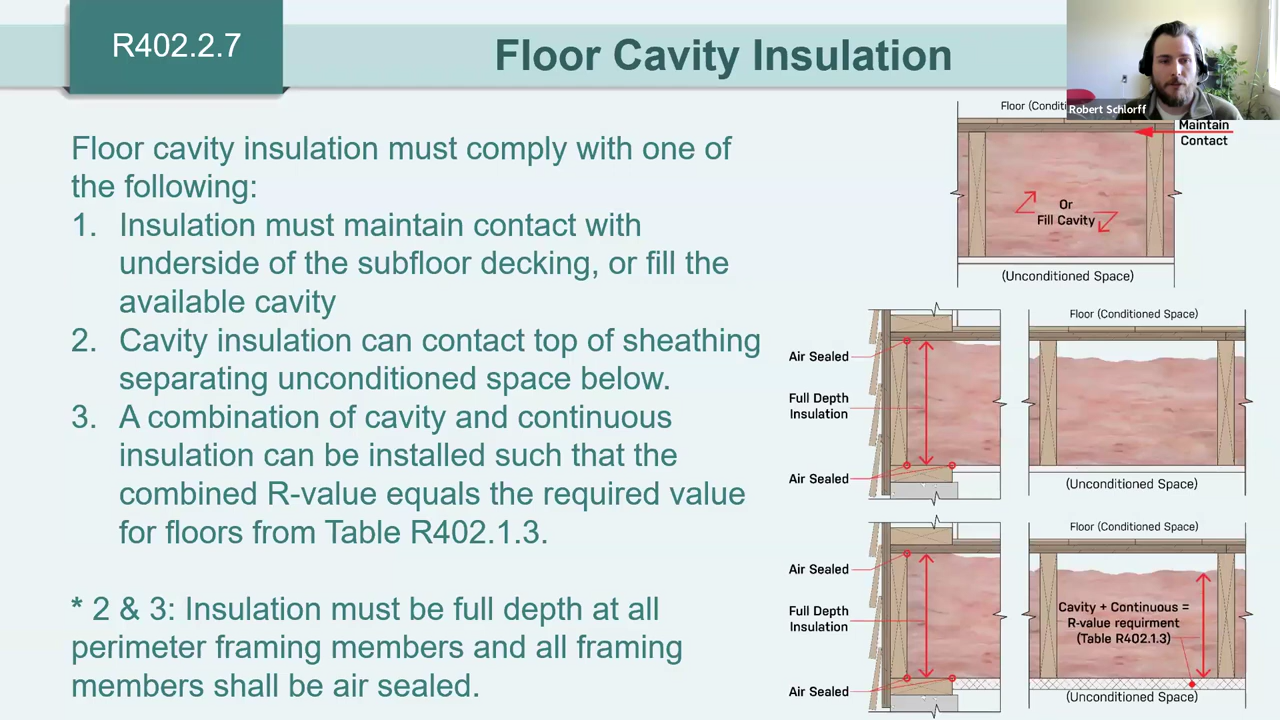 R402.2.7
Floor Cavity Insulation
Robert Schlorff
Floor cavity insulation must comply with one of
the following:
1. Insulation must maintain contact with
underside of the subfloor decking, or fill the
available cavity
2. Cavity insulation can contact top of sheathing
separating unconditioned space below.
3. A combination of cavity and continuous
insulation can be installed such that the
combined R-value equals the required value
for floors from Table R402.1.3.
* 2 & 3: Insulation must be full depth at all
perimeter framing members and all framing
members shall be air sealed.
Floor
Maintain
Contact
Or
Fill Cavity
(Unconditioned Space)
Air Sealed
Full Depth
Insulation
Air Sealed
Floor (Conditioned Space)
(Unconditioned Space)
Air Sealed
Full Depth
Insulation
Air Sealed
Floor (Conditioned Space)
Cavity + Continuous =
R-value requirment
(Table R402.1.3)
(Unconditioned Space)